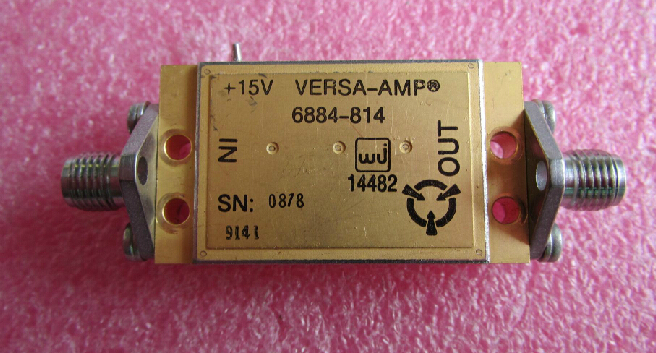 +15V VERSA-AMP®
6884-814
IN
wj
OUT
14482
SN: 0878
9141